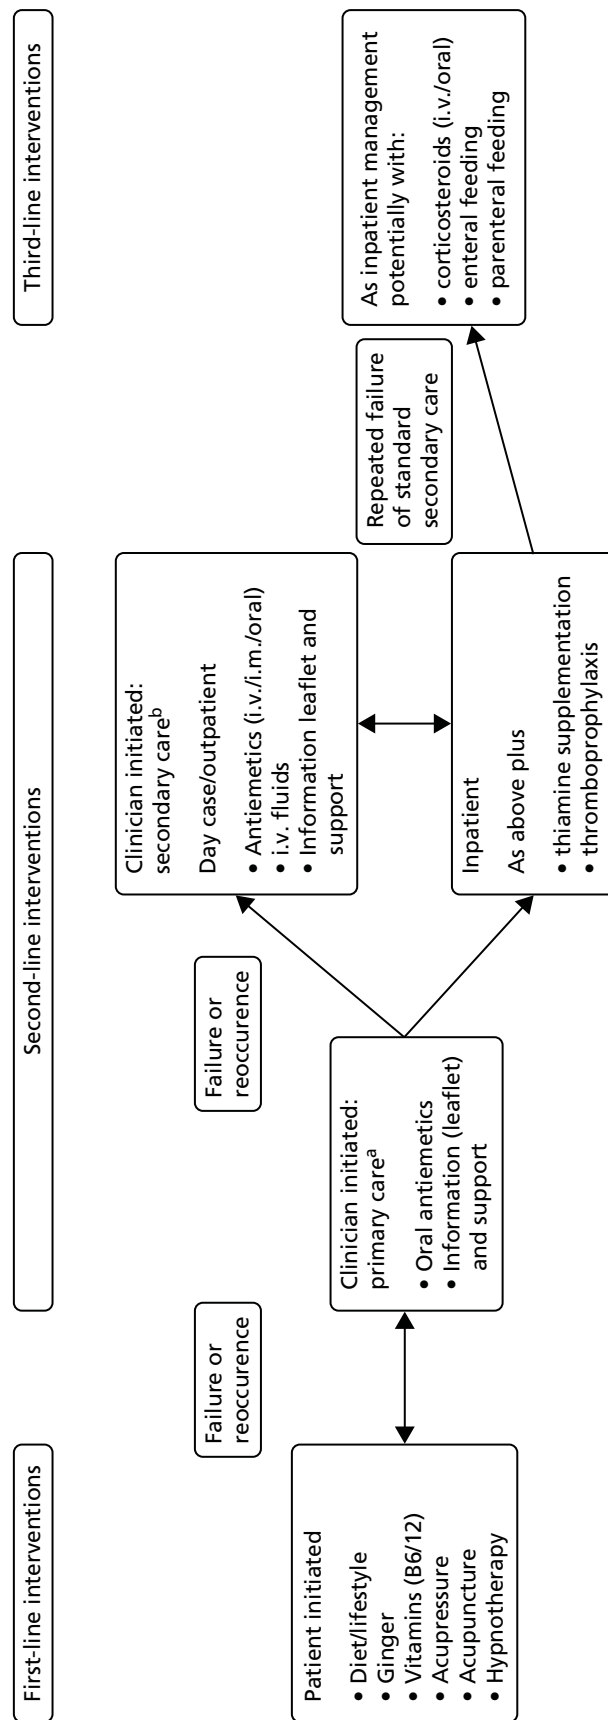 First-line interventions
Second-line interventions
Third-line interventions
Patient initiated
• Diet/lifestyle
• Ginger
• Vitamins (B6/12)
• Acupressure
• Acupuncture
• Hypnotherapy
Failure or
reoccurence
Clinician initiated:
primary careᵃ
• Oral antiemetics
• Information (leaflet)
and support
Failure or
reoccurence
Clinician initiated:
secondary careᵇ
Day case/outpatient
• Antiemetics (i.v./i.m./oral)
• i.v. fluids
• Information leaflet and
support
Inpatient
As above plus
• thiamine supplementation
• thromboprophylaxis
Repeated failure
of standard
secondary care
As inpatient management
potentially with:
• corticosteroids (i.v./oral)
• enteral feeding
• parenteral feeding